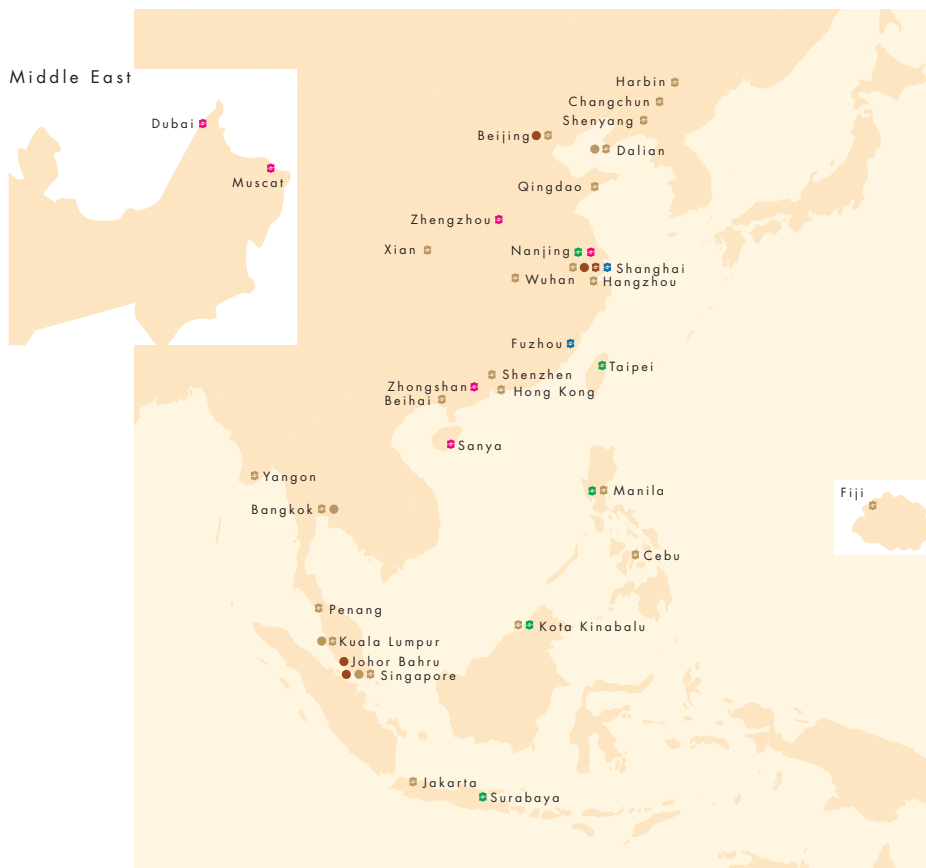 Middle East
Harbin
Changchun
Dubai
Shenyang
Beijing
Dalian
Muscat
Qingdao
Zhengzhou
Xian
Nanjing
Shanghai
Wuhan
Hangzhou
Fuzhou
Taipei
Shenzhen
Zhongshan
Hong Kong
Beihai
Sanya
Yangon
Manila
Fiji
Bangkok
Cebu
Penang
Kota Kinabalu
Kuala Lumpur
Johor Bahru
Singapore
Jakarta
Surabaya